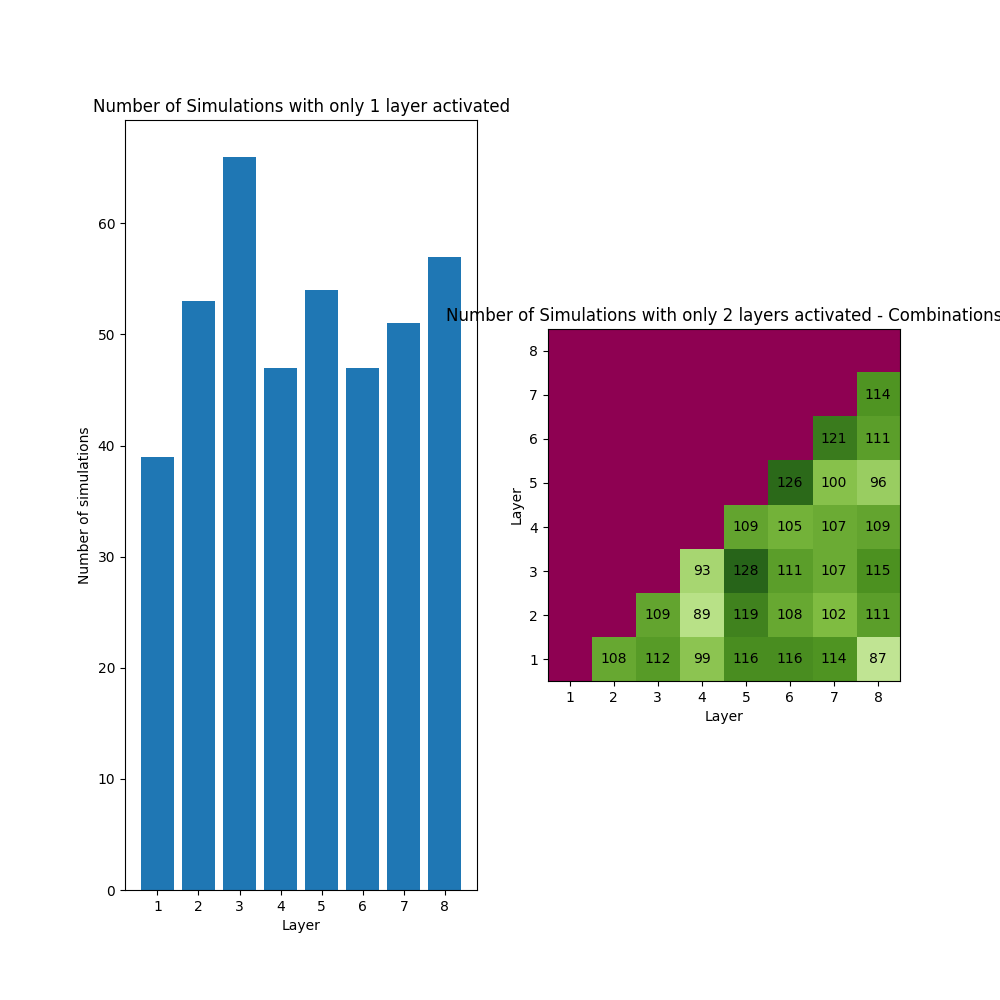 Number of Simulations with only 1 layer activated
60
50
40
30
20
10
0
Number of simulations
1 2 3 4 5 6 7 8
Layer
Number of Simulations with only 2 layers activated - Combinations
8
7 114
6 121 111
5 126 100 96
4 109 105 107 109
3 93 128 111 107 115
2 109 89 119 108 102 111
1 108 112 99 116 116 114 87
Layer
1 2 3 4 5 6 7 8
Layer